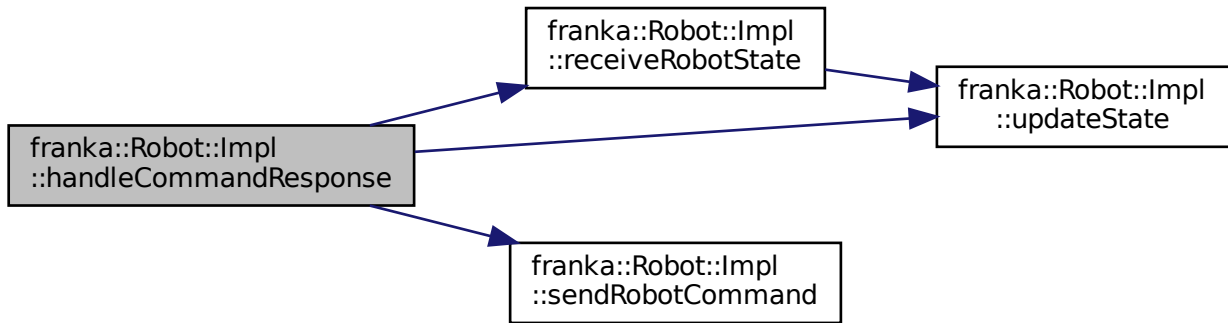 franka::Robot::Impl
::handleCommandResponse
franka::Robot::Impl
::receiveRobotState
franka::Robot::Impl
::updateState
franka::Robot::Impl
::sendRobotCommand